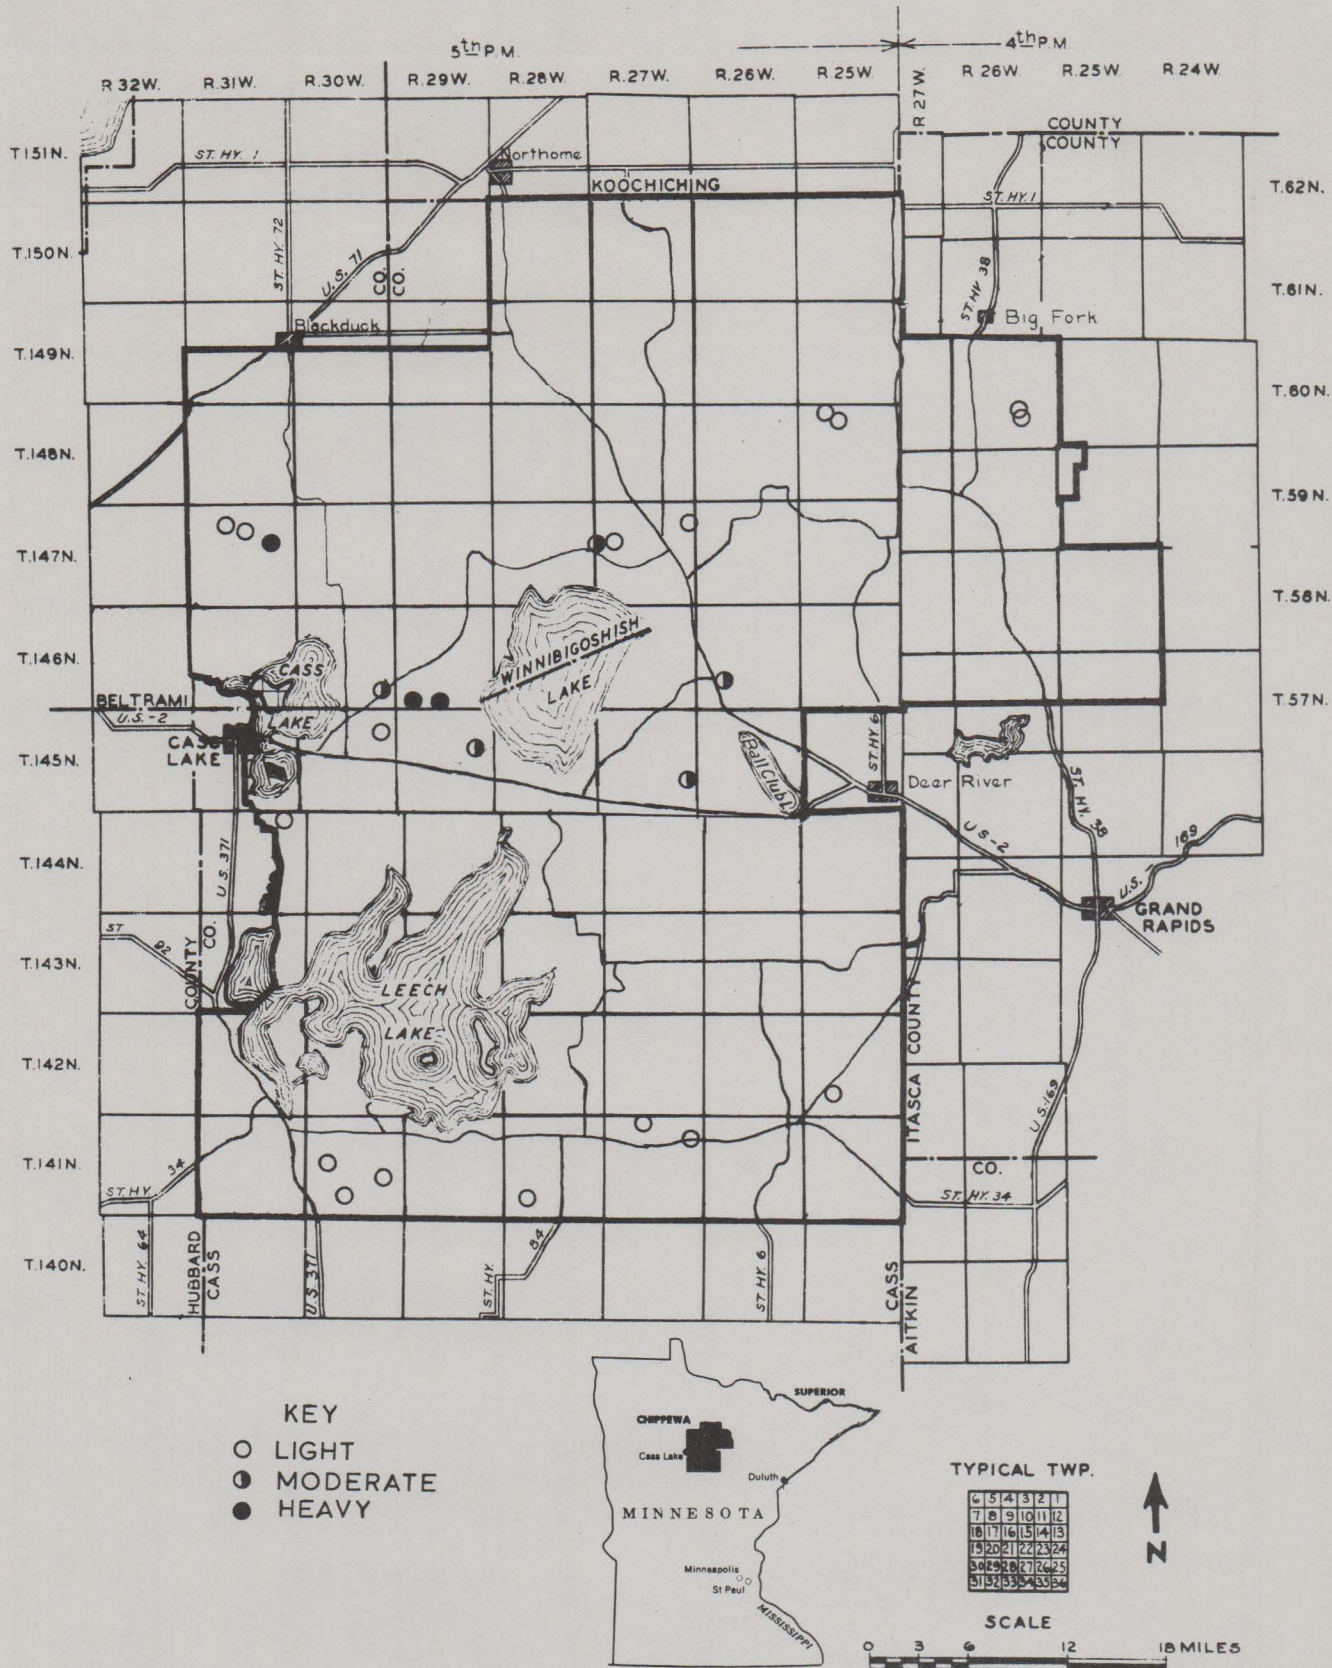 5th P.M.
4th P.M.
R.32W. R.31W. R.30W. R.29W. R.28W. R.27W. R.26W. R.25W. R.27W. R.26W. R.25W. R.24W.
COUNTY
COUNTY
T151N.
ST. HY. 1
Northome
KOOCHICHING
T.62N.
ST. HY. 1
T.150N.
ST. HY. 72
U.S. 71
CO.
CO.
ST. HY 38
T.61N.
Blackduck
Big Fork
T.149N.
T.60N.
T.148N.
T.59N.
T.147N.
T.58N.
T.146N.
CASS
LAKE
WINNIBIGOSHISH
LAKE
BELTRAMI
U.S.-2
T.57N.
CASS
LAKE
T.145N.
Ball Club L.
ST. HY 6
Deer River
ST. HY. 38
US-2
T.144N.
U.S. 371
U.S. 169
GRAND
RAPIDS
ST 92
COUNTY
CO.
T.143N.
LEECH
LAKE
ITASCA COUNTY
T.142N.
U.S.-169
T.141N.
ST. HY. 34
CO.
ST. HY. 34
T.140N.
ST. HY. 64
HUBBARD
CASS
U.S. 371
ST. HY. 84
ST. HY. 6
CASS
AITKIN
KEY
LIGHT
MODERATE
HEAVY
SUPERIOR
CHIPPEWA
Cass Lake
Duluth
MINNESOTA
Minneapolis
St Paul
MISSISSIPPI
TYPICAL TWP.
6 5 4 3 2 1
7 8 9 10 11 12
18 17 16 15 14 13
19 20 21 22 23 24
30 29 28 27 26 25
31 32 33 34 35 36
N
SCALE
0 3 6 12 18 MILES